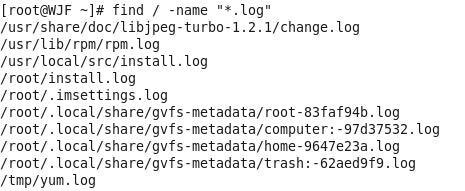 [root@WJF ~]# find / -name "*.log"
/usr/share/doc/libjpeg-turbo-1.2.1/change.log
/usr/lib/rpm/rpm.log
/usr/local/src/install.log
/root/install.log
/root/.imsettings.log
/root/.local/share/gvfs-metadata/root-83faf94b.log
/root/.local/share/gvfs-metadata/computer:-97d37532.log
/root/.local/share/gvfs-metadata/home-9647e23a.log
/root/.local/share/gvfs-metadata/trash:-62aed9f9.log
/tmp/yum.log